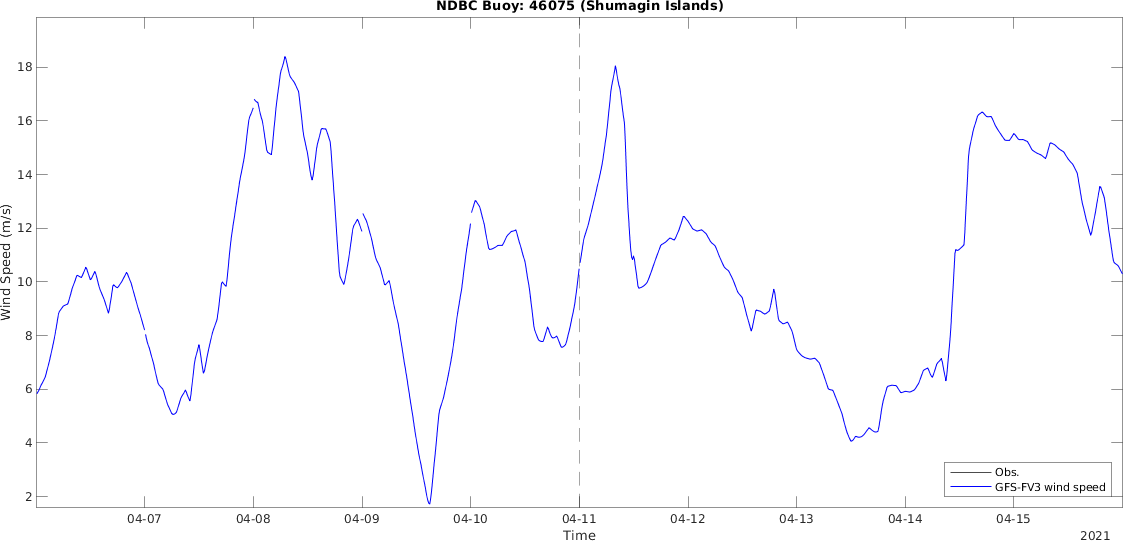 NDBC Buoy: 46075 (Shumagin Islands)
18
16
14
12
10
8
6
4
2
Wind Speed (m/s)
Obs.
GFS-FV3 wind speed
04-07 04-08 04-09 04-10 04-11 04-12 04-13 04-14 04-15
Time
2021